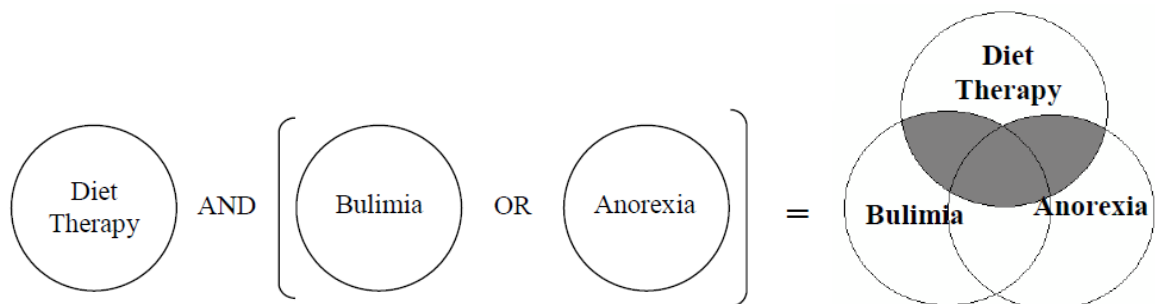 Diet
Therapy
AND
Bulimia
OR
Anorexia
=
Diet
Therapy
Bulimia
Anorexia